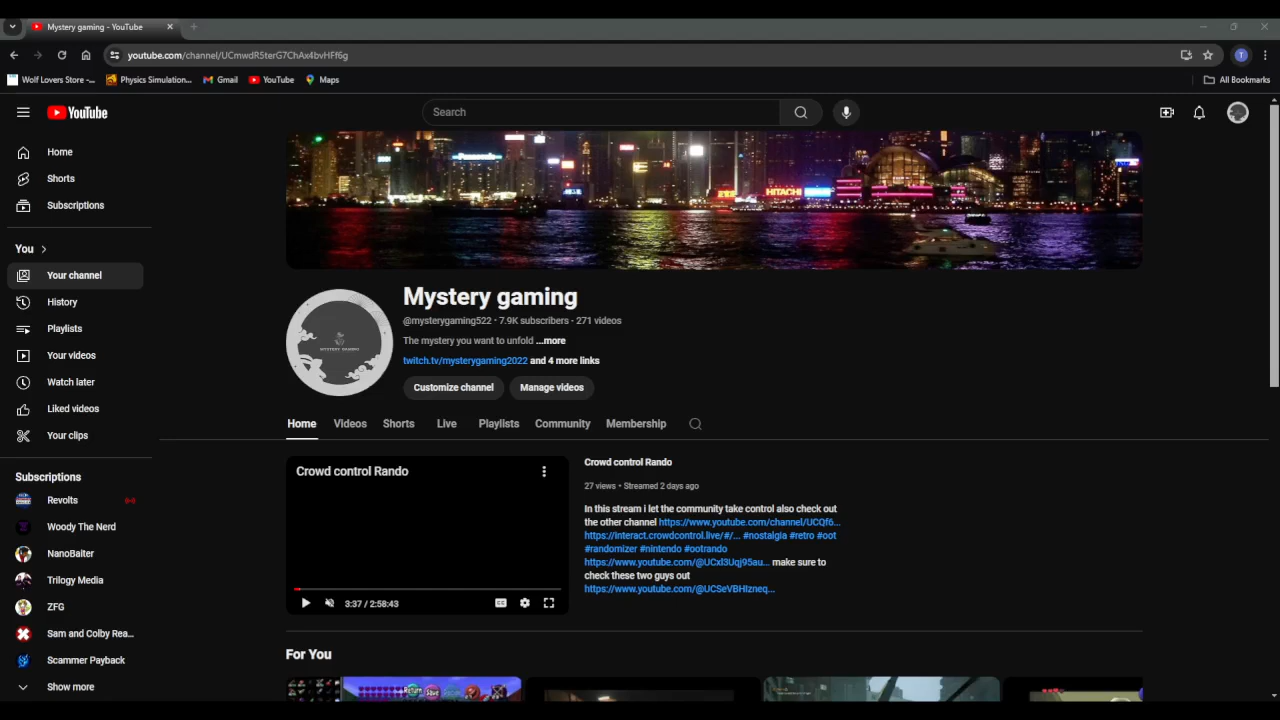 Mystery gaming - YouTube
youtube.com/channel/UCmwdR5terG7ChAx4bvHFf6g
Wolf Lovers Store -... Physics Simulation... Gmail YouTube Maps All Bookmarks
YouTube
Search
Home
Shorts
Subscriptions
You
Your channel
History
Playlists
Your videos
Watch later
Liked videos
Your clips
Subscriptions
Revolts
Woody The Nerd
NanoBaiter
Trilogy Media
ZFG
Sam and Colby Rea...
Scammer Payback
Show more
HITACHI
MYSTERY GAMING
Mystery gaming
@mysterygaming522 • 7.9K subscribers • 271 videos
The mystery you want to unfold ...more
twitch.tv/mysterygaming2022 and 4 more links
Customize channel Manage videos
Home Videos Shorts Live Playlists Community Membership
Crowd control Rando
3:37 / 2:58:43
Crowd control Rando
27 views • Streamed 2 days ago
In this stream i let the community take control also check out
the other channel https://www.youtube.com/channel/UCQf6...
https://interact.crowdcontrol.live/#/... #nostalgia #retro #oot
#randomizer #nintendo #ootrando
https://www.youtube.com/@UCxl3Uqj95au... make sure to
check these two guys out
https://www.youtube.com/@UCSeVBHIzneq...
For You
Return Save